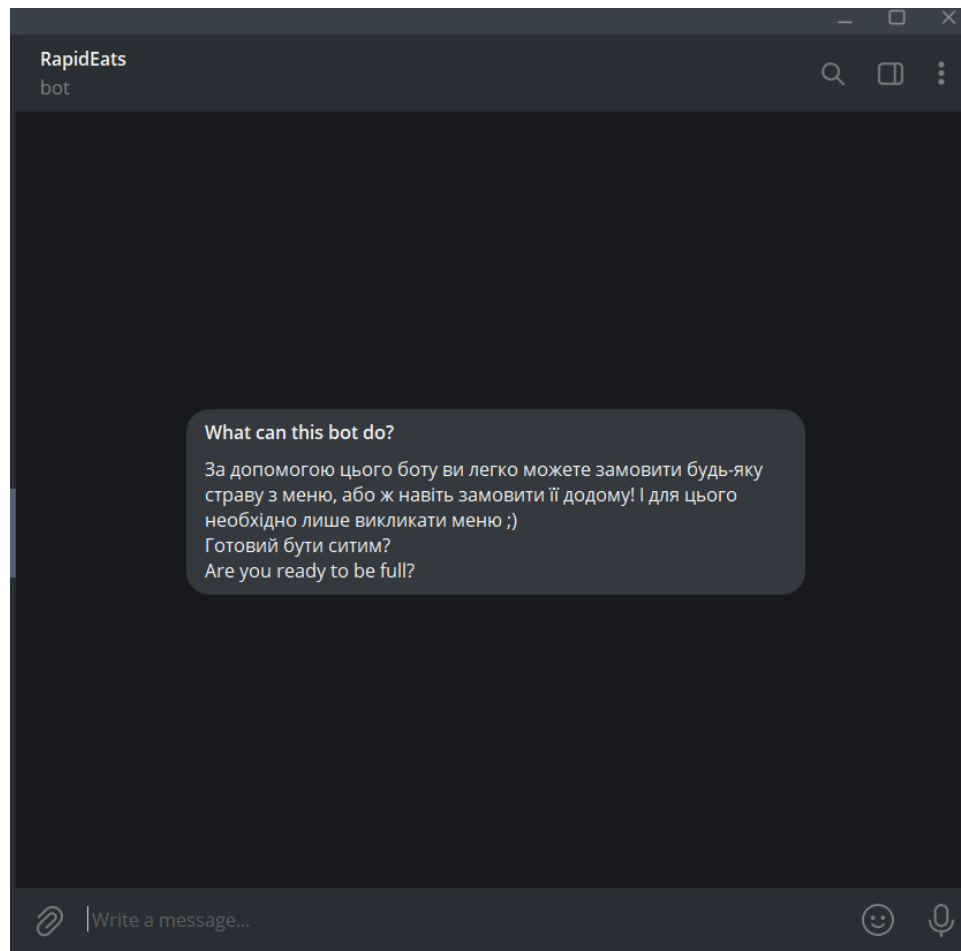 RapidEats
bot
What can this bot do?
За допомогою цього боту ви легко можете замовити будь-яку
страву з меню, або ж навіть замовити її додому! І для цього
необхідно лише викликати меню ;)
Готовий бути ситим?
Are you ready to be full?
Write a message...